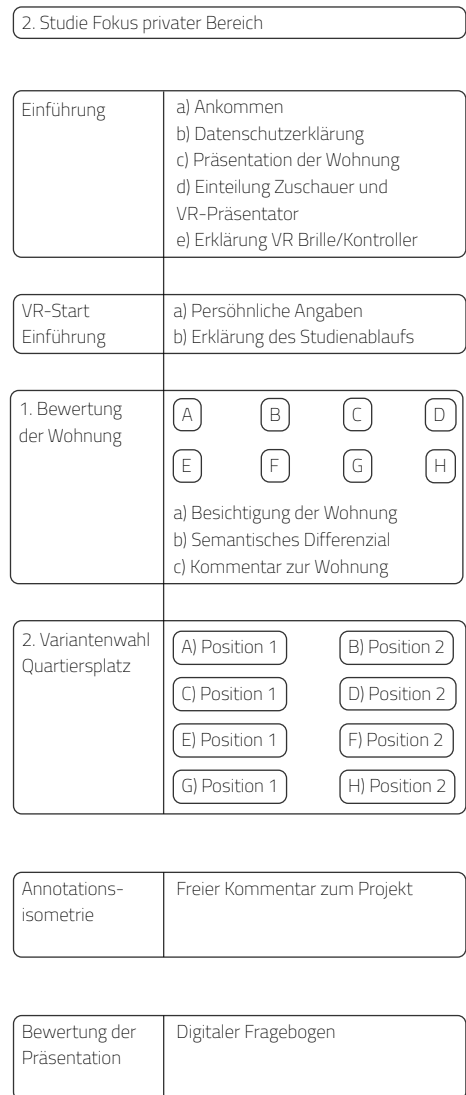 2. Studie Fokus privater Bereich
Einführung
a) Ankommen
b) Datenschutzerklärung
c) Präsentation der Wohnung
d) Einteilung Zuschauer und
VR-Präsentator
e) Erklärung VR Brille/Kontroller
VR-Start
Einführung
a) Persöhnliche Angaben
b) Erklärung des Studienablaufs
1. Bewertung
der Wohnung
A B C D
E F G H
a) Besichtigung der Wohnung
b) Semantisches Differenzial
c) Kommentar zur Wohnung
2. Variantenwahl
Quartiersplatz
A) Position 1 B) Position 2
C) Position 1 D) Position 2
E) Position 1 F) Position 2
G) Position 1 H) Position 2
Annotations-
isometrie
Freier Kommentar zum Projekt
Bewertung der
Präsentation
Digitaler Fragebogen